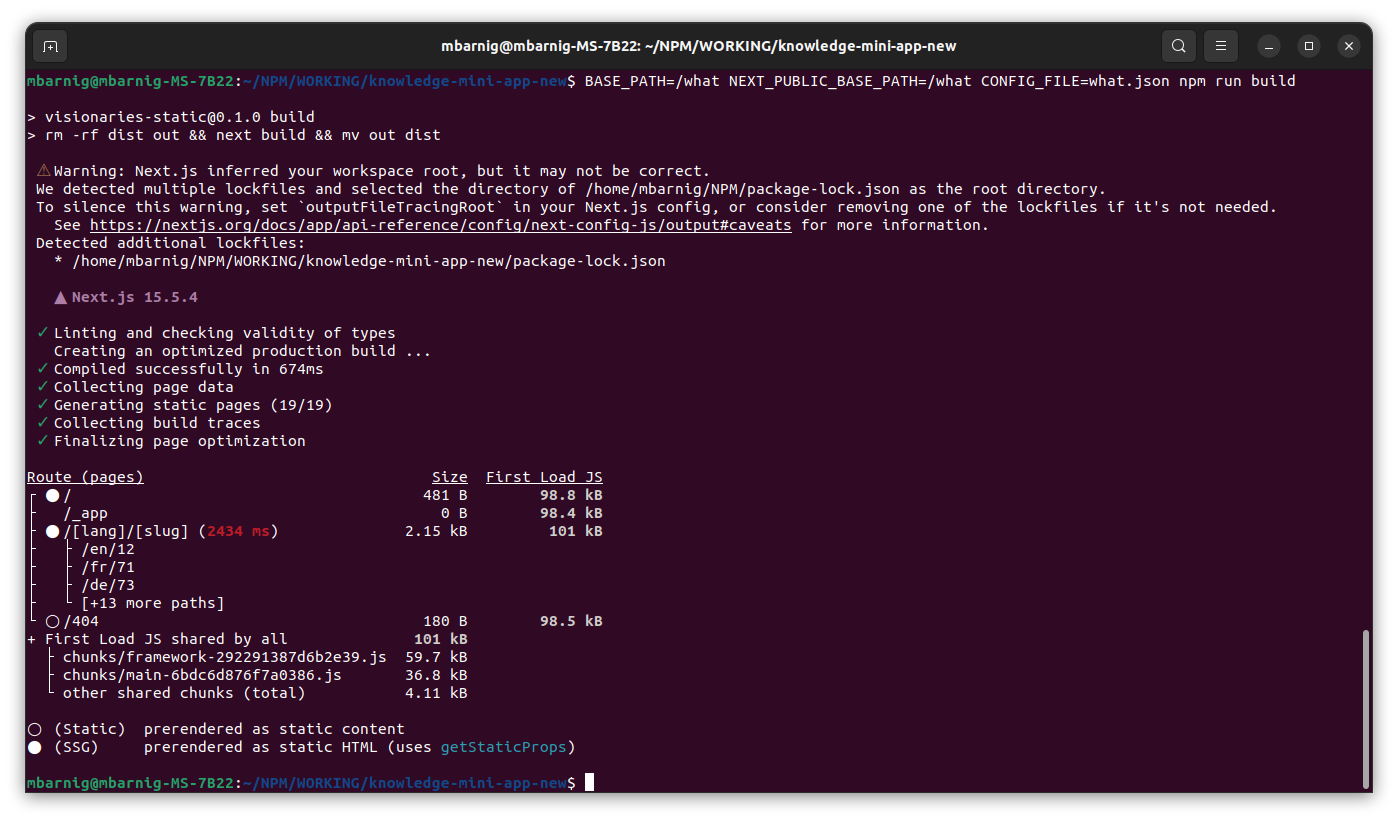 mbarnig@mbarnig-MS-7B22: ~/NPM/WORKING/knowledge-mini-app-new
mbarnig@mbarnig-MS-7B22:~/NPM/WORKING/knowledge-mini-app-new$ BASE_PATH=/what NEXT_PUBLIC_BASE_PATH=/what CONFIG_FILE=what.json npm run build
> visionaries-static@0.1.0 build
> rm -rf dist out && next build && mv out dist
⚠ Warning: Next.js inferred your workspace root, but it may not be correct.
We detected multiple lockfiles and selected the directory of /home/mbarnig/NPM/package-lock.json as the root directory.
To silence this warning, set `outputFileTracingRoot` in your Next.js config, or consider removing one of the lockfiles if it's not needed.
See https://nextjs.org/docs/app/api-reference/config/next-config-js/output#caveats for more information.
Detected additional lockfiles:
* /home/mbarnig/NPM/WORKING/knowledge-mini-app-new/package-lock.json
▲ Next.js 15.5.4
✓ Linting and checking validity of types
Creating an optimized production build ...
✓ Compiled successfully in 674ms
✓ Collecting page data
✓ Generating static pages (19/19)
✓ Collecting build traces
✓ Finalizing page optimization
Route (pages) Size First Load JS
┌ ● / 481 B 98.8 kB
├ /_app 0 B 98.4 kB
├ ● /[lang]/[slug] (2434 ms) 2.15 kB 101 kB
├ ├ /en/12
├ ├ /fr/71
├ ├ /de/73
├ └ [+13 more paths]
└ ○ /404 180 B 98.5 kB
+ First Load JS shared by all 101 kB
├ chunks/framework-292291387d6b2e39.js 59.7 kB
├ chunks/main-6bdc6d876f7a0386.js 36.8 kB
└ other shared chunks (total) 4.11 kB
○ (Static) prerendered as static content
● (SSG) prerendered as static HTML (uses getStaticProps)
mbarnig@mbarnig-MS-7B22:~/NPM/WORKING/knowledge-mini-app-new$